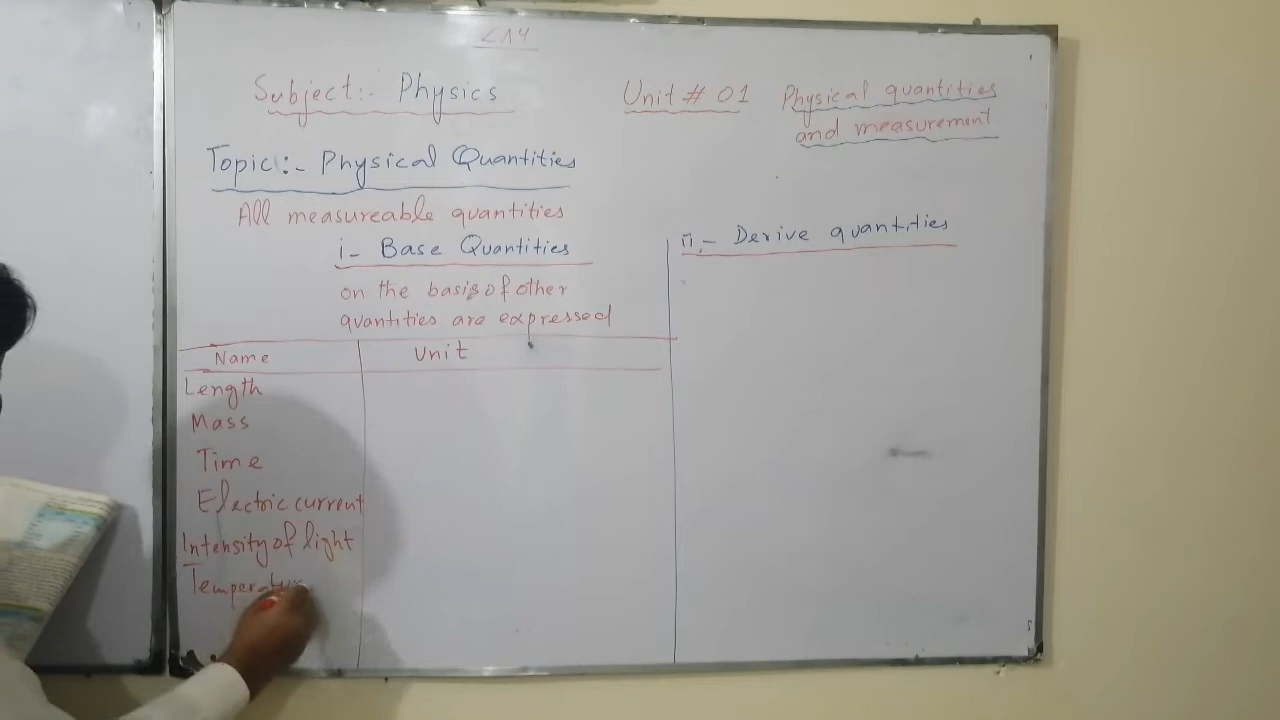 Subject:- Physics
Unit # 01 Physical quantities
and measurement
Topic:- Physical Quantities
All measureable quantities
i- Base Quantities
on the basis of other
quantities are expressed
Name Unit
Length
Mass
Time
Electric current
Intensity of light
Temperatur
ii.- Derive quantities